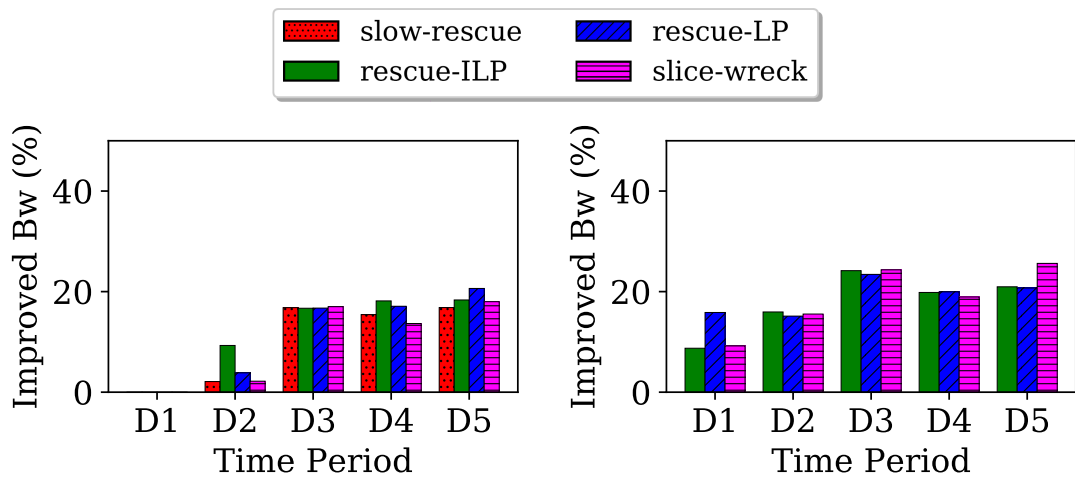 slow-rescue
rescue-ILP
rescue-LP
slice-wreck
Improved Bw (%)
40
20
0
D1 D2 D3 D4 D5
Time Period
Improved Bw (%)
40
20
0
D1 D2 D3 D4 D5
Time Period